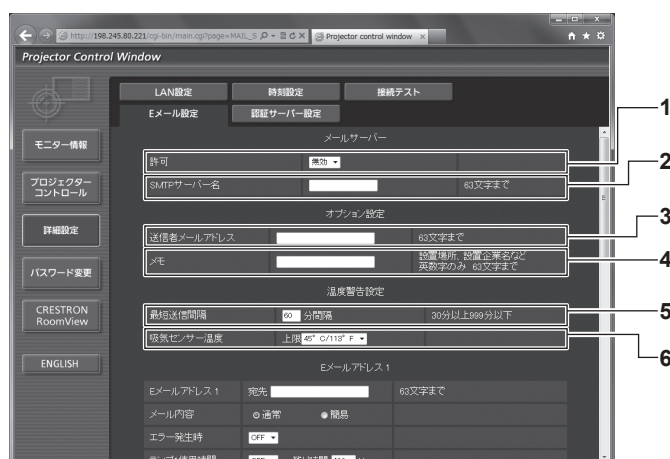 http://198.245.80.221/cgi-bin/main.cgi?page=MAIL_S
Projector control window
Projector Control Window
LAN設定 時刻設定 接続テスト
Eメール設定 認証サーバー設定
モニター情報
プロジェクター
コントロール
詳細設定
パスワード変更
CRESTRON
RoomView
ENGLISH
メールサーバー
許可 無効 1
SMTPサーバー名 63文字まで 2
オプション設定
送信者メールアドレス 63文字まで 3
メモ 設置場所、設置企業名など
英数字のみ 63文字まで 4
温度警告設定
最短送信間隔 60 分間隔 30分以上999分以下 5
吸気センサー温度 上限 45°C/113°F 6
Eメールアドレス1
Eメールアドレス1 宛先 63文字まで
メール内容 通常 簡易
エラー発生時 OFF